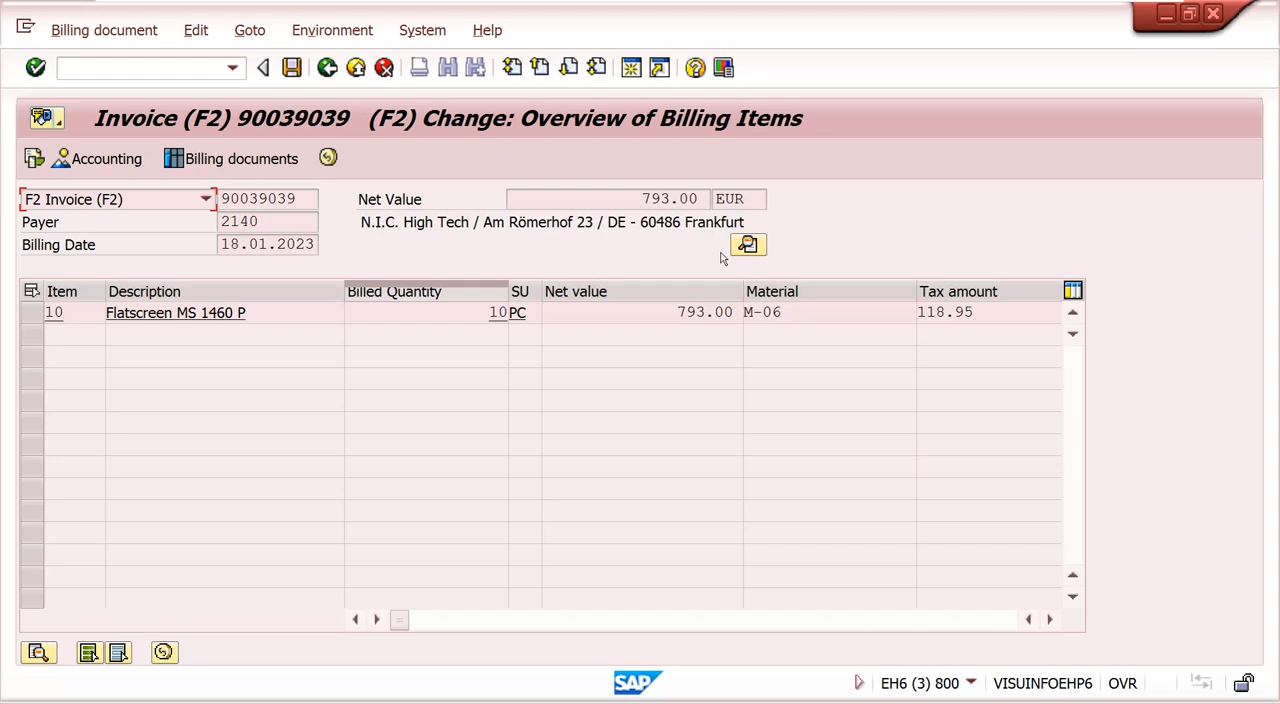 Billing document Edit Goto Environment System Help
Invoice (F2) 90039039 (F2) Change: Overview of Billing Items
Accounting Billing documents
F2 Invoice (F2) 90039039 Net Value 793.00 EUR
Payer 2140 N.I.C. High Tech / Am Römerhof 23 / DE - 60486 Frankfurt
Billing Date 18.01.2023
Item Description Billed Quantity SU Net value Material Tax amount
10 Flatscreen MS 1460 P 10 PC 793.00 M-06 118.95
SAP EH6 (3) 800 VISUINFOEHP6 OVR